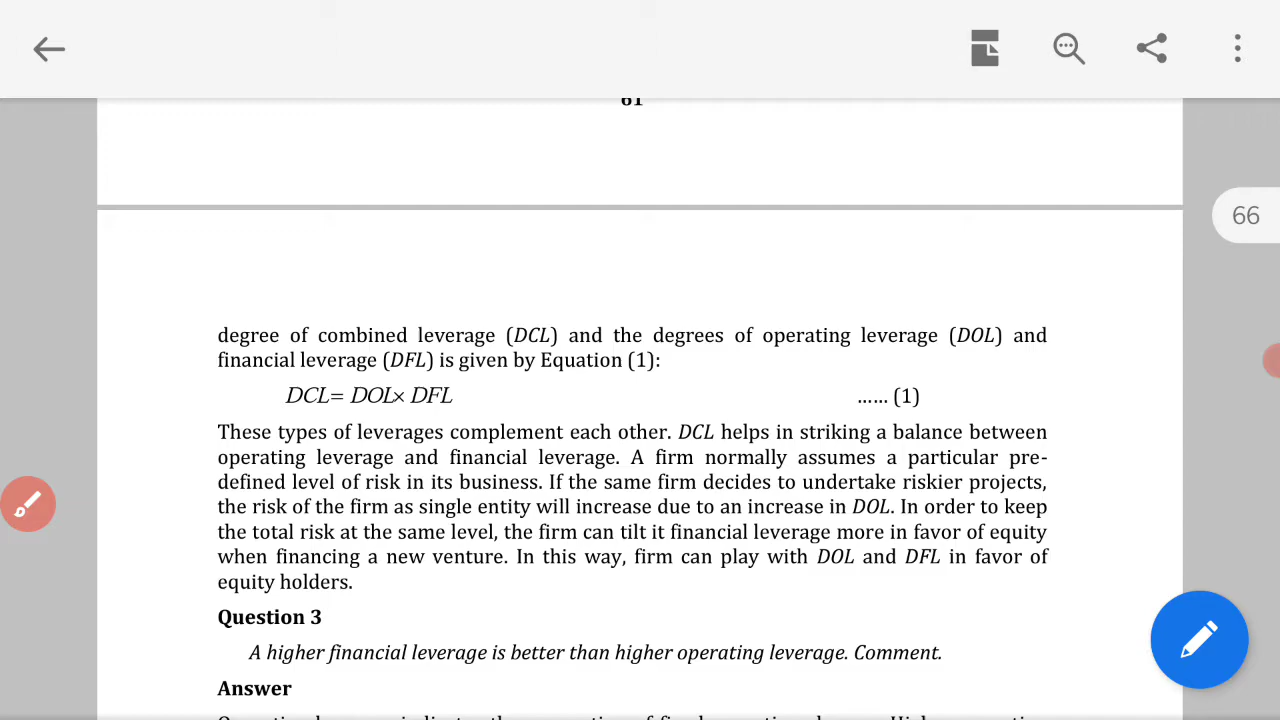 61
66
degree of combined leverage (DCL) and the degrees of operating leverage (DOL) and
financial leverage (DFL) is given by Equation (1):
DCL= DOL× DFL …… (1)
These types of leverages complement each other. DCL helps in striking a balance between
operating leverage and financial leverage. A firm normally assumes a particular pre-
defined level of risk in its business. If the same firm decides to undertake riskier projects,
the risk of the firm as single entity will increase due to an increase in DOL. In order to keep
the total risk at the same level, the firm can tilt it financial leverage more in favor of equity
when financing a new venture. In this way, firm can play with DOL and DFL in favor of
equity holders.
Question 3
A higher financial leverage is better than higher operating leverage. Comment.
Answer